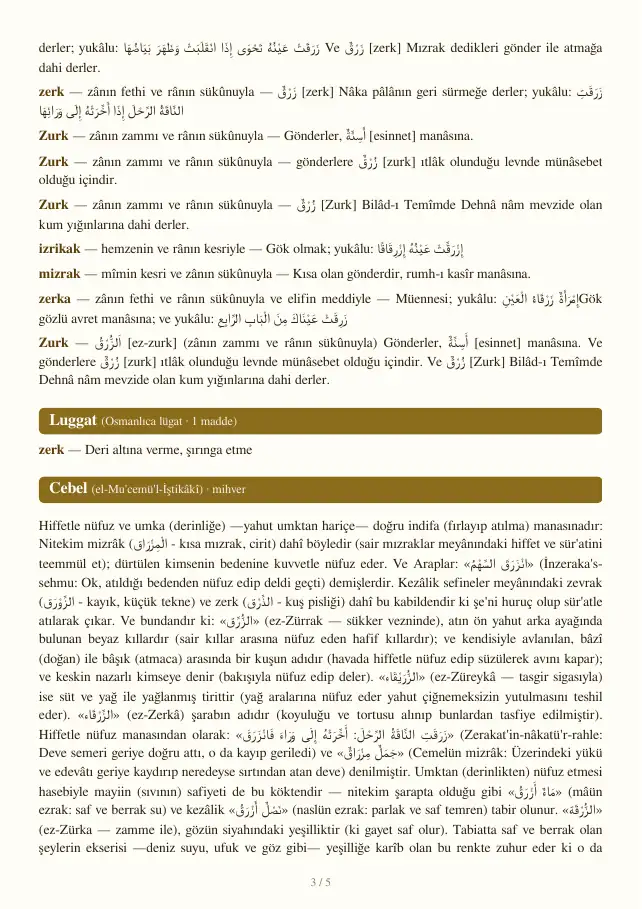 derler; yukâlu: زَرَقَتْ عَيْنُهُ نَحْوِى إِذَا انْقَلَبَتْ وَظَهَرَ بَيَاضُهَا Ve زَرْقٌ [zerk] Mızrak dedikleri gönder ile atmağa
dahi derler.
zerk — zânın fethi ve rânın sükûnuyla — زَرْقٌ [zerk] Nâka pâlânın geri sürmeğe derler; yukâlu: زَرَقَتِ
النَّاقَةُ الرَّحْلَ إِذَا أَخَّرَتْهُ إِلَى وَرَائِهَا
Zurk — zânın zammı ve rânın sükûnuyla — Gönderler, أَسِنَّةٌ [esinnet] manâsına.
Zurk — zânın zammı ve rânın sükûnuyla — gönderlere زُرْقٌ [zurk] ıtlâk olunduğu levnde münâsebet
olduğu içindir.
Zurk — zânın zammı ve rânın sükûnuyla — زُرْقٌ [Zurk] Bilâd-ı Temîmde Dehnâ nâm mevzide olan
kum yığınlarına dahi derler.
izrikak — hemzenin ve rânın kesriyle — Gök olmak; yukâlu: إِزْرَقَّتْ عَيْنُهُ إِزْرِقَاقًا
mizrak — mîmin kesri ve zânın sükûnuyla — Kısa olan gönderdir, rumh-ı kasîr manâsına.
zerka — zânın fethi ve rânın sükûnuyla ve elifin meddiyle — Müennesi; yukâlu: إِمْرَأَةٌ زَرْقَاءُ الْعَيْنِGök
gözlü avret manâsına; ve yukâlu: زَرِقَتْ عَيْنَاكَ مِنَ الْبَابِ الرَّابِعِ
Zurk — اَلزُّرْقُ [ez-zurk] (zânın zammı ve rânın sükûnuyla) Gönderler, أَسِنَّةٌ [esinnet] manâsına. Ve
gönderlere زُرْقٌ [zurk] ıtlâk olunduğu levnde münâsebet olduğu içindir. Ve زُرْقٌ [Zurk] Bilâd-ı Temîmde
Dehnâ nâm mevzide olan kum yığınlarına dahi derler.
Luggat (Osmanlıca lügat · 1 madde)
zerk — Deri altına verme, şırınga etme
Cebel (el-Mu'cemü'l-İştikâkî) · mihver
Hiffetle nüfuz ve umka (derinliğe) —yahut umktan hariçe— doğru indifa (fırlayıp atılma) manasınadır:
Nitekim mizrâk (الْمِزْرَاق - kısa mızrak, cirit) dahî böyledir (sair mızraklar meyânındaki hiffet ve sür'atini
teemmül et); dürtülen kimsenin bedenine kuvvetle nüfuz eder. Ve Araplar: «انْزَرَقَ السَّهْمُ» (İnzeraka's-
sehmu: Ok, atıldığı bedenden nüfuz edip deldi geçti) demişlerdir. Kezâlik sefineler meyânındaki zevrak
(الزَّوْرَق - kayık, küçük tekne) ve zerk (الذَّرْق - kuş pisliği) dahî bu kabildendir ki şe'ni huruç olup sür'atle
atılarak çıkar. Ve bundandır ki: «الزُّرَّق» (ez-Zürrak — sükker vezninde), atın ön yahut arka ayağında
bulunan beyaz kıllardır (sair kıllar arasına nüfuz eden hafif kıllardır); ve kendisiyle avlanılan, bâzî
(doğan) ile bâşık (atmaca) arasında bir kuşun adıdır (havada hiffetle nüfuz edip süzülerek avını kapar);
ve keskin nazarlı kimseye denir (bakışıyla nüfuz edip deler). «الزُّرَيْقَاء» (ez-Züreykâ — tasgir sigasıyla)
ise süt ve yağ ile yağlanmış tirittir (yağ aralarına nüfuz eder yahut çiğnemeksizin yutulmasını teshil
eder). «الزَّرْقَاء» (ez-Zerkâ) şarabın adıdır (koyuluğu ve tortusu alınıp bunlardan tasfiye edilmiştir).
Hiffetle nüfuz manasından olarak: «زَرَقَتِ النَّاقَةُ الرَّحْلَ: أَخَّرَتْهُ إِلَى وَرَاءَ فَانْزَرَقَ» (Zerakat'in-nâkatü'r-rahle:
Deve semeri geriye doğru attı, o da kayıp geriledi) ve «جَمَلٌ مِزْرَاقٌ» (Cemelün mizrâk: Üzerindeki yükü
ve edevâtı geriye kaydırıp neredeyse sırtından atan deve) denilmiştir. Umktan (derinlikten) nüfuz etmesi
hasebiyle mayiin (sıvının) safiyeti de bu köktendir — nitekim şarapta olduğu gibi «مَاءٌ أَزْرَقُ» (mâün
ezrak: saf ve berrak su) ve kezâlik «نَصْلٌ أَزْرَقُ» (naslün ezrak: parlak ve saf temren) tabir olunur. «الزُّرْقَة»
(ez-Zürka — zamme ile), gözün siyahındaki yeşilliktir (ki gayet saf olur). Tabiatta saf ve berrak olan
şeylerin ekserisi —deniz suyu, ufuk ve göz gibi— yeşilliğe karîb olan bu renkte zuhur eder ki o da
3 / 5